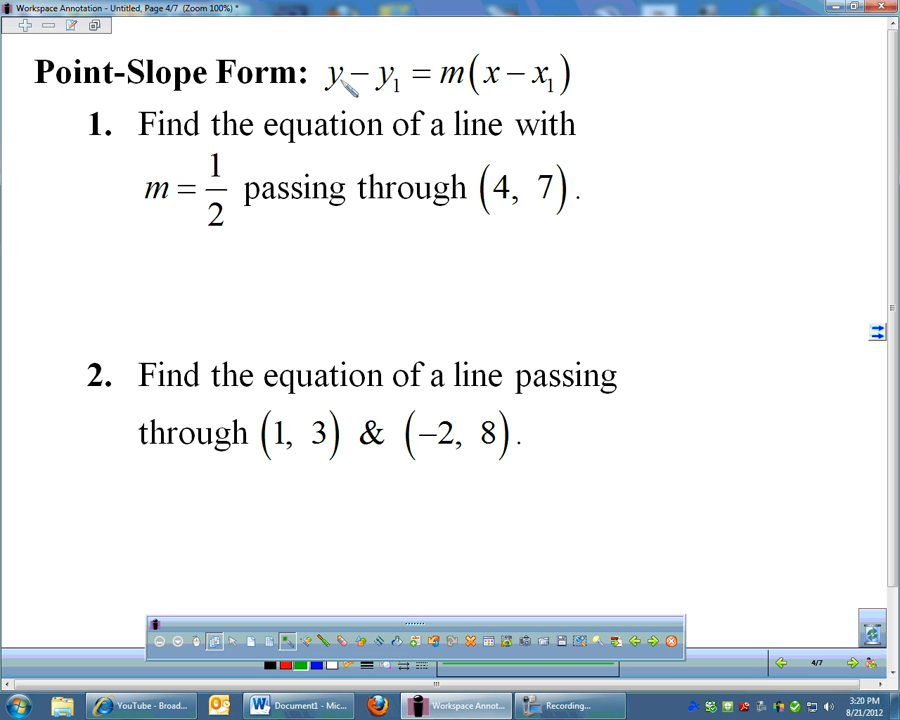 Workspace Annotation - Untitled, Page 4/7 (Zoom 100%) *
Point-Slope Form: y − y₁ = m(x − x₁)
1. Find the equation of a line with
m = 1/2 passing through (4, 7).
2. Find the equation of a line passing
through (1, 3) & (−2, 8).
4/7
YouTube - Broad...
Document1 - Mic...
Workspace Annot...
Recording...
3:20 PM
8/21/2012